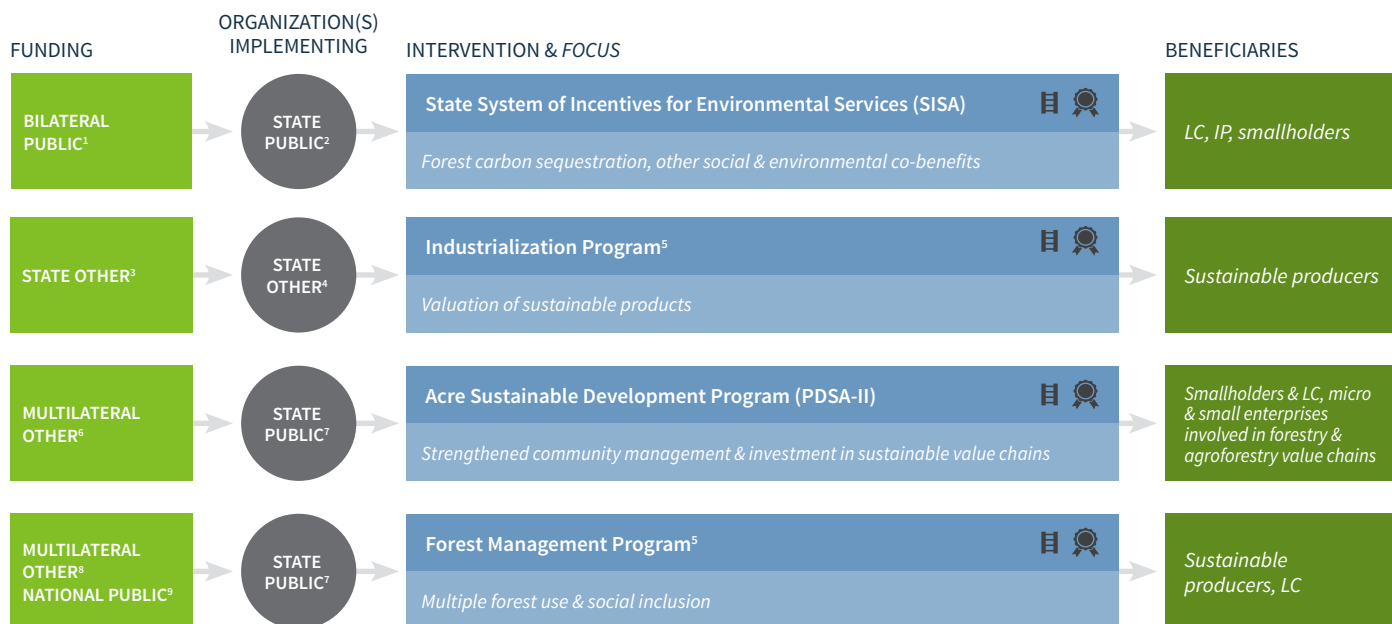 FUNDING
ORGANIZATION(S)
IMPLEMENTING
INTERVENTION & FOCUS
BENEFICIARIES
BILATERAL
PUBLIC¹
STATE
PUBLIC²
State System of Incentives for Environmental Services (SISA)
Forest carbon sequestration, other social & environmental co-benefits
LC, IP, smallholders
STATE OTHER³
STATE
OTHER⁴
Industrialization Program⁵
Valuation of sustainable products
Sustainable producers
MULTILATERAL
OTHER⁶
STATE
PUBLIC⁷
Acre Sustainable Development Program (PDSA-II)
Strengthened community management & investment in sustainable value chains
Smallholders & LC, micro
& small enterprises
involved in forestry &
agroforestry value chains
MULTILATERAL
OTHER⁸
NATIONAL PUBLIC⁹
STATE
PUBLIC⁷
Forest Management Program⁵
Multiple forest use & social inclusion
Sustainable
producers, LC